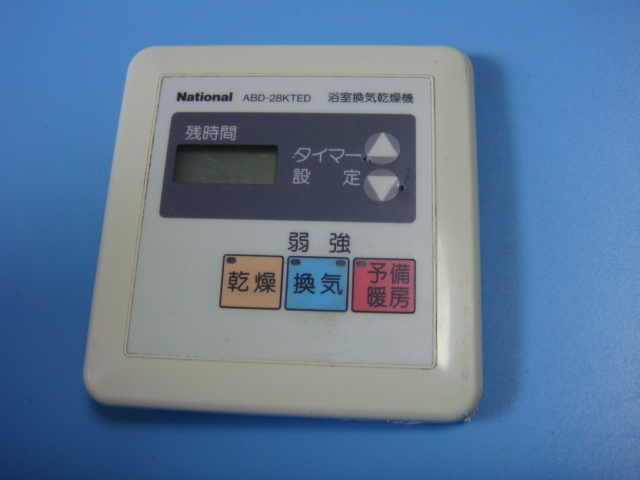 National ABD-28KTED 浴室換気乾燥機
残時間
タイマー
設 定
弱 強
乾燥 換気 予備
暖房